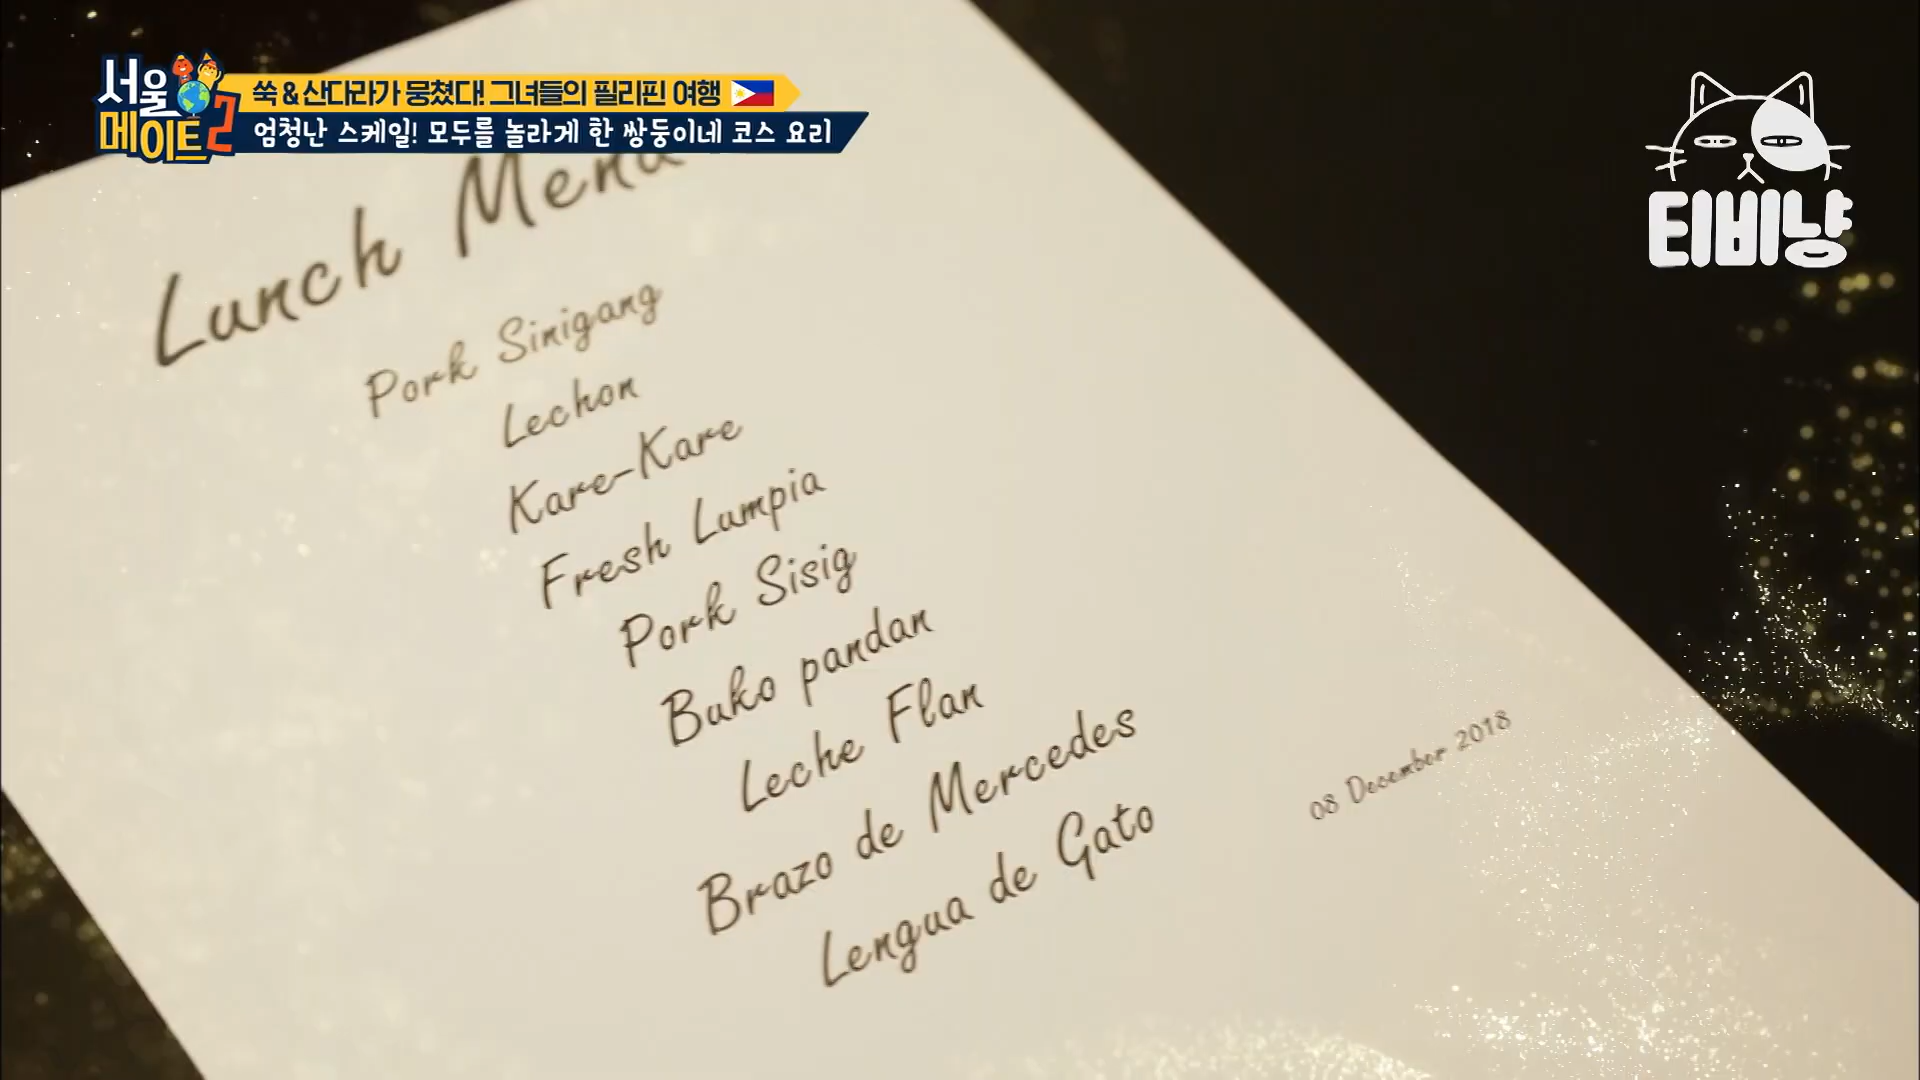 서울메이트2
쑥 & 산다라가 뭉쳤다! 그녀들의 필리핀 여행
엄청난 스케일! 모두를 놀라게 한 쌍둥이네 코스 요리
티비냥
Lunch Menu
Pork Sinigang
Lechon
Kare-Kare
Fresh Lumpia
Pork Sisig
Buko pandan
Leche Flan
Brazo de Mercedes
Lengua de Gato
08 December 2018